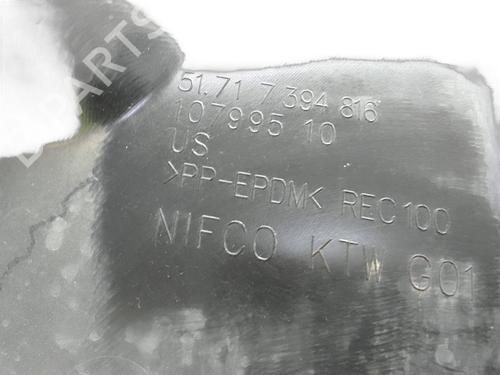 51.71 7 394 816
107995 10
US
>PP-EPDM< REC100
NIFCO KTW G01